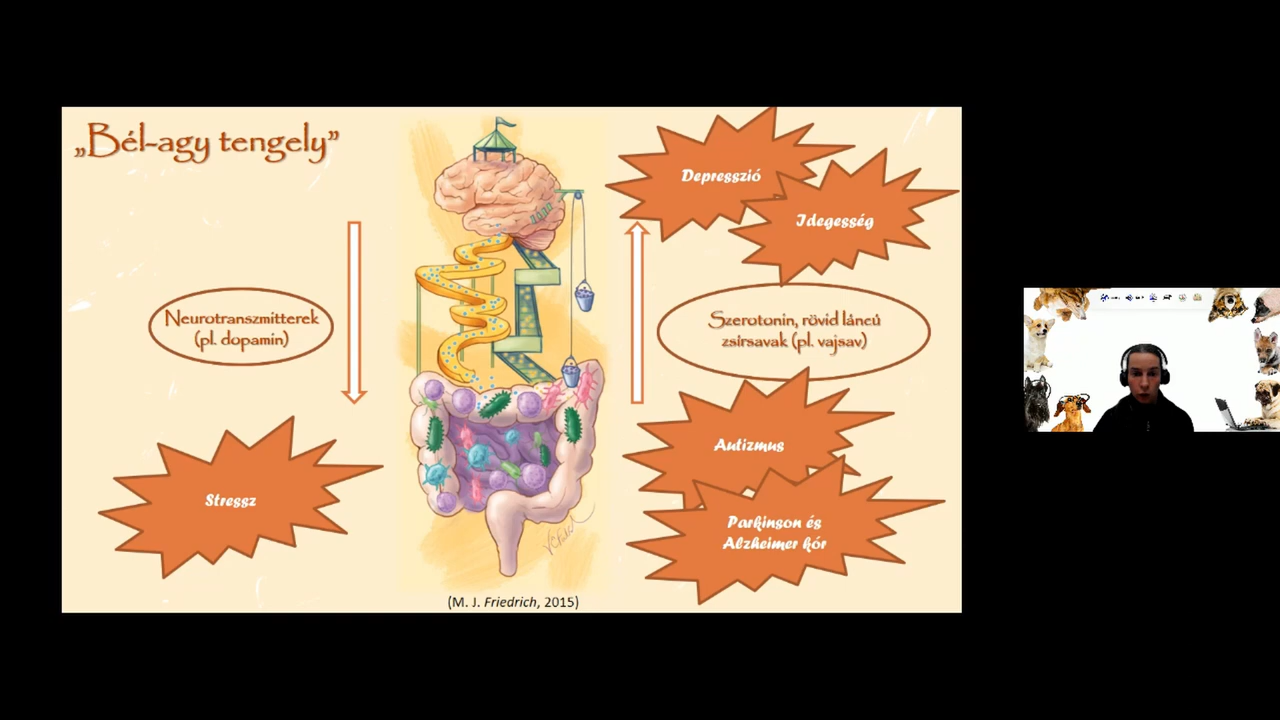 „Bél-agy tengely”
Neurotranszmitterek
(pl. dopamin)
Stressz
Depresszió
Idegesség
Szerotonin, rövid láncú
zsírsavak (pl. vajsav)
Autizmus
Parkinson és
Alzheimer kór
(M. J. Friedrich, 2015)